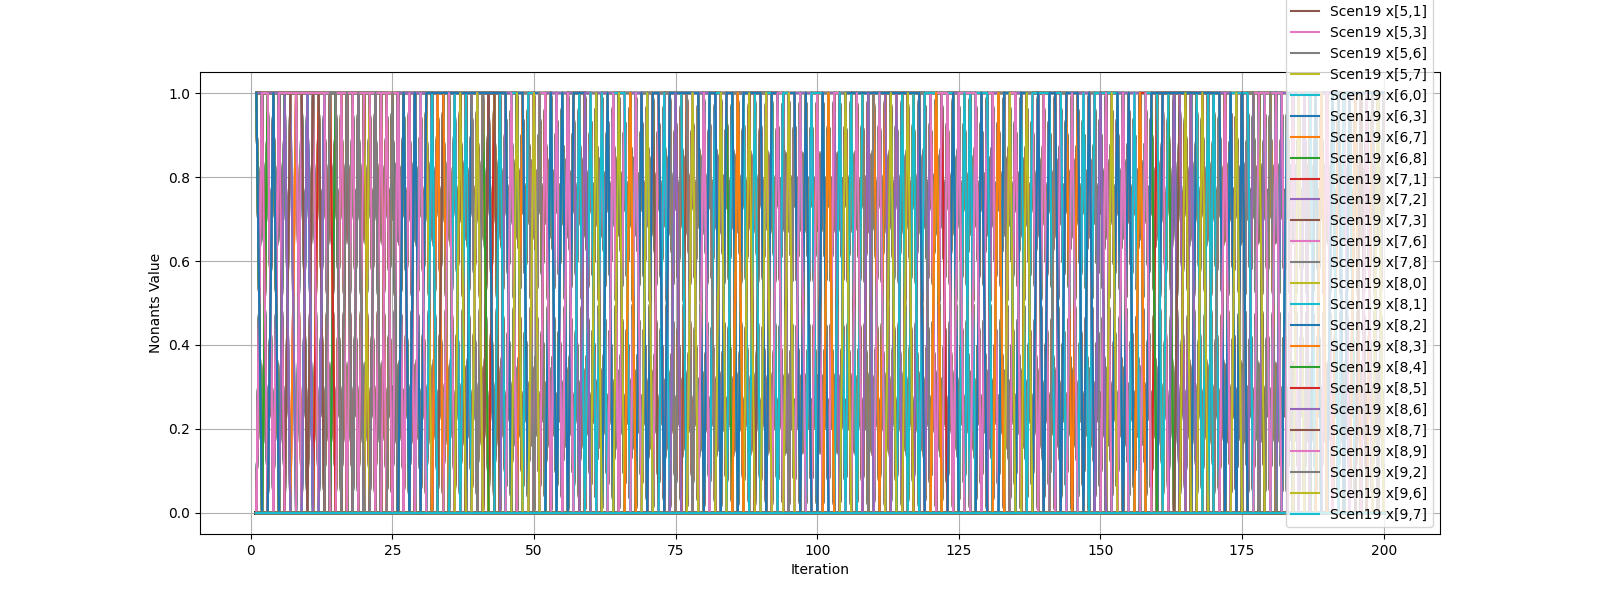 Scen19 x[5,1]
Scen19 x[5,3]
Scen19 x[5,6]
Scen19 x[5,7]
Scen19 x[6,0]
Scen19 x[6,3]
Scen19 x[6,7]
Scen19 x[6,8]
Scen19 x[7,1]
Scen19 x[7,2]
Scen19 x[7,3]
Scen19 x[7,6]
Scen19 x[7,8]
Scen19 x[8,0]
Scen19 x[8,1]
Scen19 x[8,2]
Scen19 x[8,3]
Scen19 x[8,4]
Scen19 x[8,5]
Scen19 x[8,6]
Scen19 x[8,7]
Scen19 x[8,9]
Scen19 x[9,2]
Scen19 x[9,6]
Scen19 x[9,7]
Nonants Value
1.0
0.8
0.6
0.4
0.2
0.0
0 25 50 75 100 125 150 175 200
Iteration